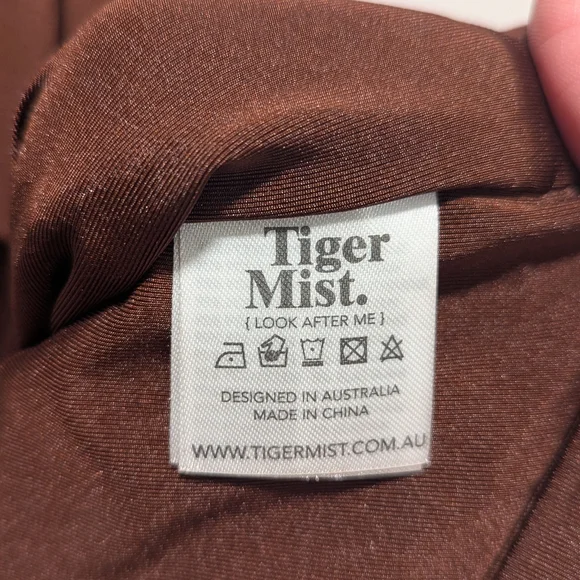 Tiger
Mist.
{ LOOK AFTER ME }
DESIGNED IN AUSTRALIA
MADE IN CHINA
WWW.TIGERMIST.COM.AU